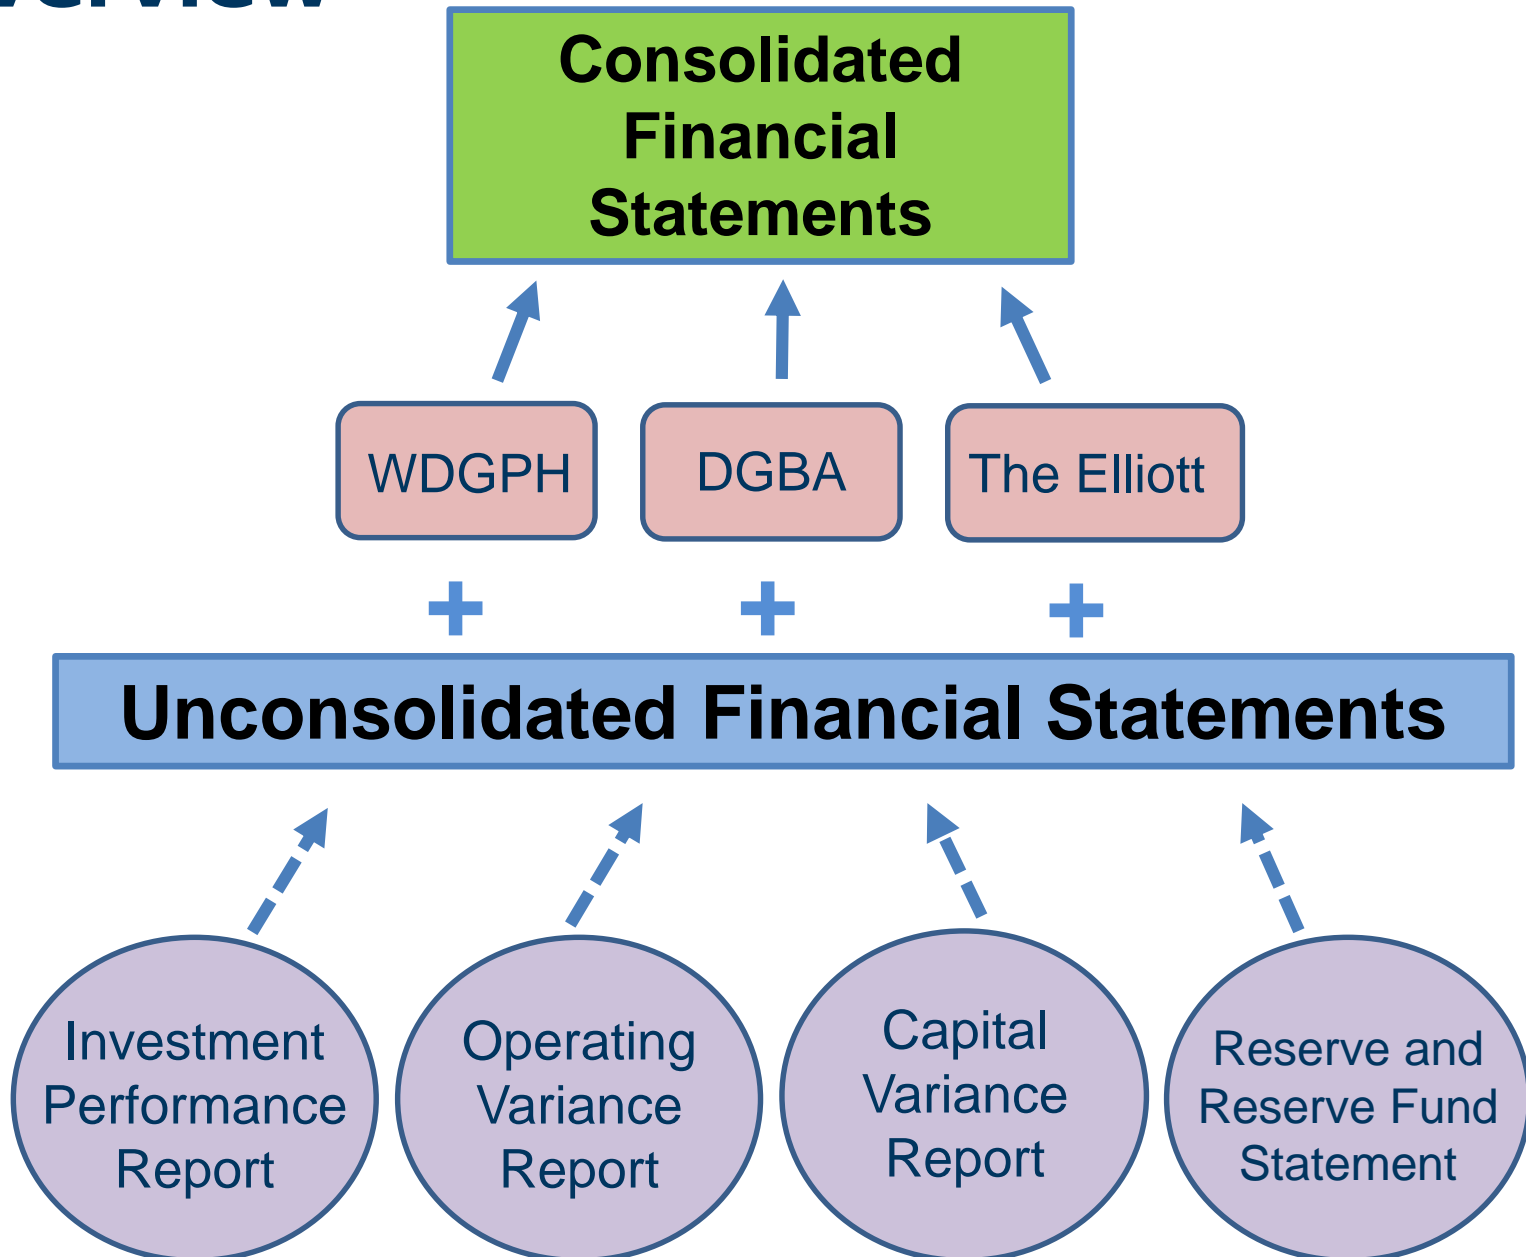 Consolidated
Financial
Statements
WDGPH
DGBA
The Elliott
+ + +
Unconsolidated Financial Statements
Investment
Performance
Report
Operating
Variance
Report
Capital
Variance
Report
Reserve and
Reserve Fund
Statement